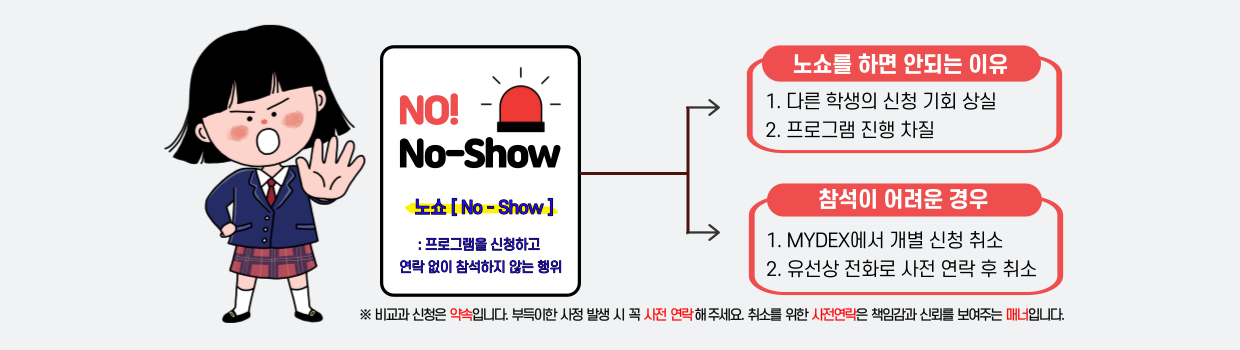 NO!
No-Show
노쇼 [ No - Show ]
: 프로그램을 신청하고
연락 없이 참석하지 않는 행위
노쇼를 하면 안되는 이유
1. 다른 학생의 신청 기회 상실
2. 프로그램 진행 차질
참석이 어려운 경우
1. MYDEX에서 개별 신청 취소
2. 유선상 전화로 사전 연락 후 취소
※ 비교과 신청은 약속입니다. 부득이한 사정 발생 시 꼭 사전 연락 해 주세요. 취소를 위한 사전연락은 책임감과 신뢰를 보여주는 매너입니다.